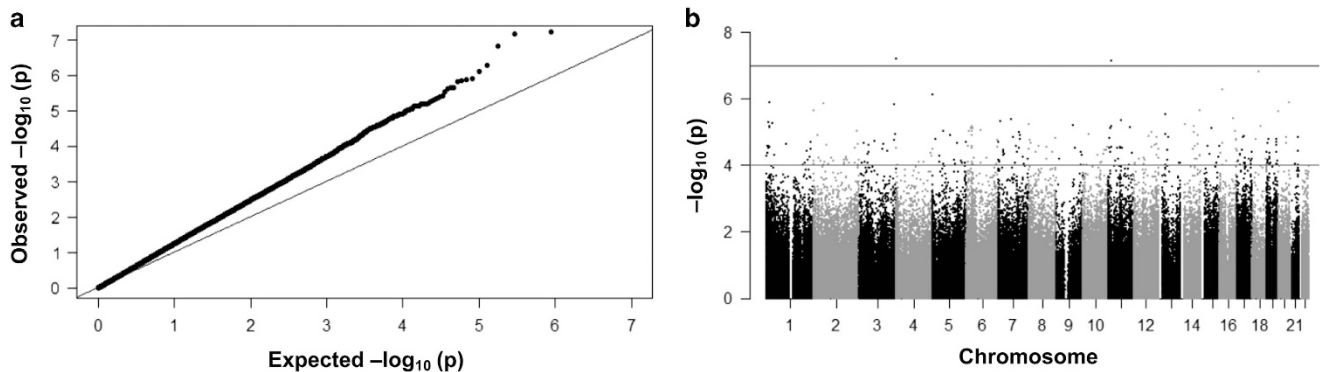 a
Observed –log10 (p)
7
6
5
4
3
2
1
0
0 1 2 3 4 5 6 7
Expected –log10 (p)
b
–log10 (p)
8
6
4
2
0
1 2 3 4 5 6 7 8 9 10 12 14 16 18 21
Chromosome